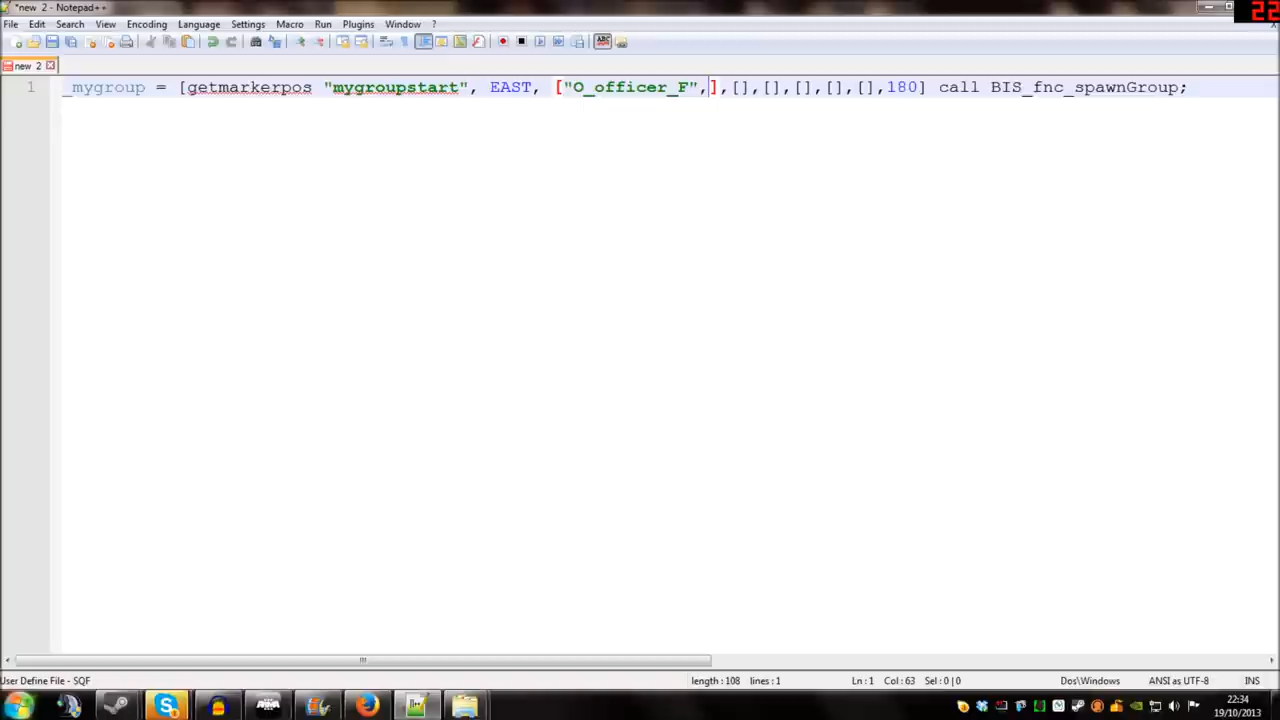 *new 2 - Notepad++
22
File Edit Search View Encoding Language Settings Macro Run Plugins Window ?
new 2
1 _mygroup = [getmarkerpos "mygroupstart", EAST, ["O_officer_F",],[],[],[],[],[],180] call BIS_fnc_spawnGroup;
User Define File - SQF length : 108 lines : 1 Ln : 1 Col : 63 Sel : 0 | 0 Dos\Windows ANSI as UTF-8 INS
22:34
19/10/2013